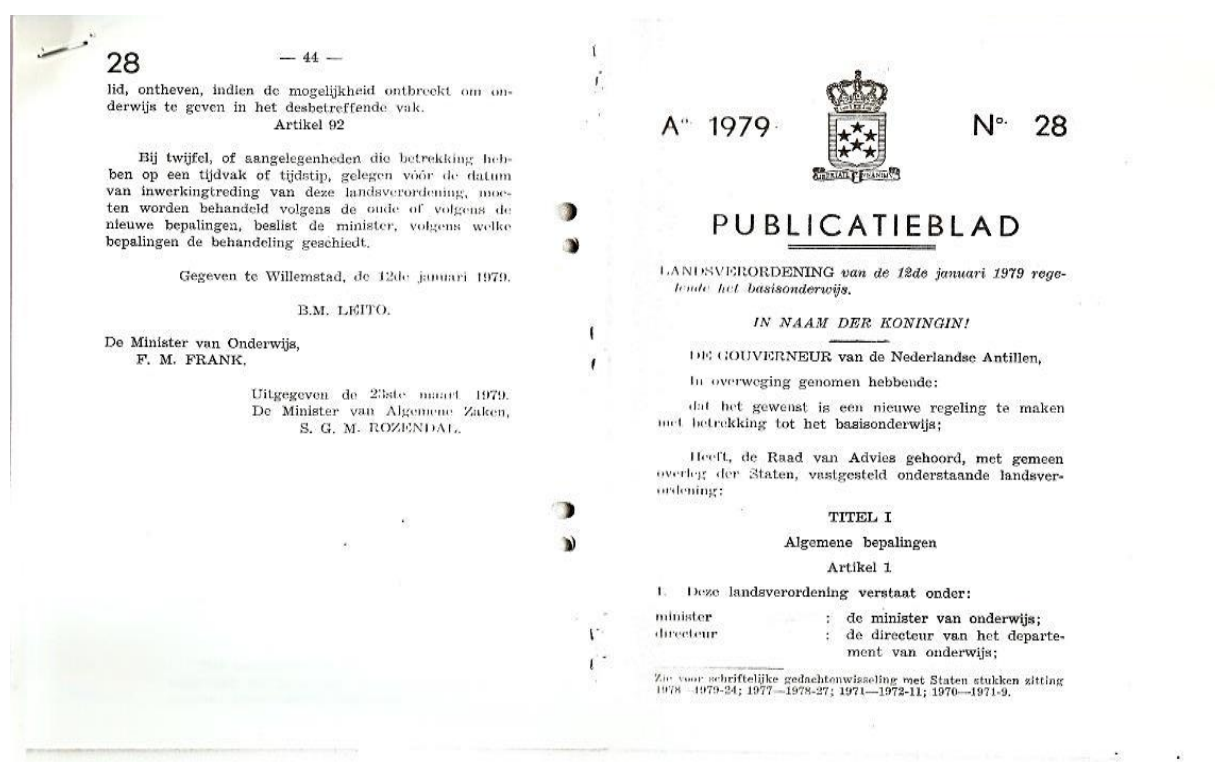 28
— 44 —
lid, ontheven, indien de mogelijkheid ontbreekt om on-
derwijs te geven in het desbetreffende vak.
Artikel 92
Bij twijfel, of aangelegenheden die betrekking heb-
ben op een tijdvak of tijdstip, gelegen vóór de datum
van inwerkingtreding van deze landsverordening, moe-
ten worden behandeld volgens de oude of volgens de
nieuwe bepalingen, beslist de minister, volgens welke
bepalingen de behandeling geschiedt.
Gegeven te Willemstad, de 12de januari 1979.
B.M. LEITO.
De Minister van Onderwijs,
F. M. FRANK,
Uitgegeven de 23ste maart 1979.
De Minister van Algemene Zaken,
S. G. M. ROZENDAL.
Aº· 1979· Nº· 28
LIBERTATE UNANIMUS
PUBLICATIEBLAD
LANDSVERORDENING van de 12de januari 1979 rege-
lende het basisonderwijs.
IN NAAM DER KONINGIN!
DE GOUVERNEUR van de Nederlandse Antillen,
In overweging genomen hebbende:
dat het gewenst is een nieuwe regeling te maken
met betrekking tot het basisonderwijs;
Heeft, de Raad van Advies gehoord, met gemeen
overleg der Staten, vastgesteld onderstaande landsver-
ordening:
TITEL I
Algemene bepalingen
Artikel 1
1. Deze landsverordening verstaat onder:
minister : de minister van onderwijs;
directeur : de directeur van het departe-
ment van onderwijs;
Zie voor schriftelijke gedachtenwisseling met Staten stukken zitting
1978—1979-24; 1977—1978-27; 1971—1972-11; 1970—1971-9.